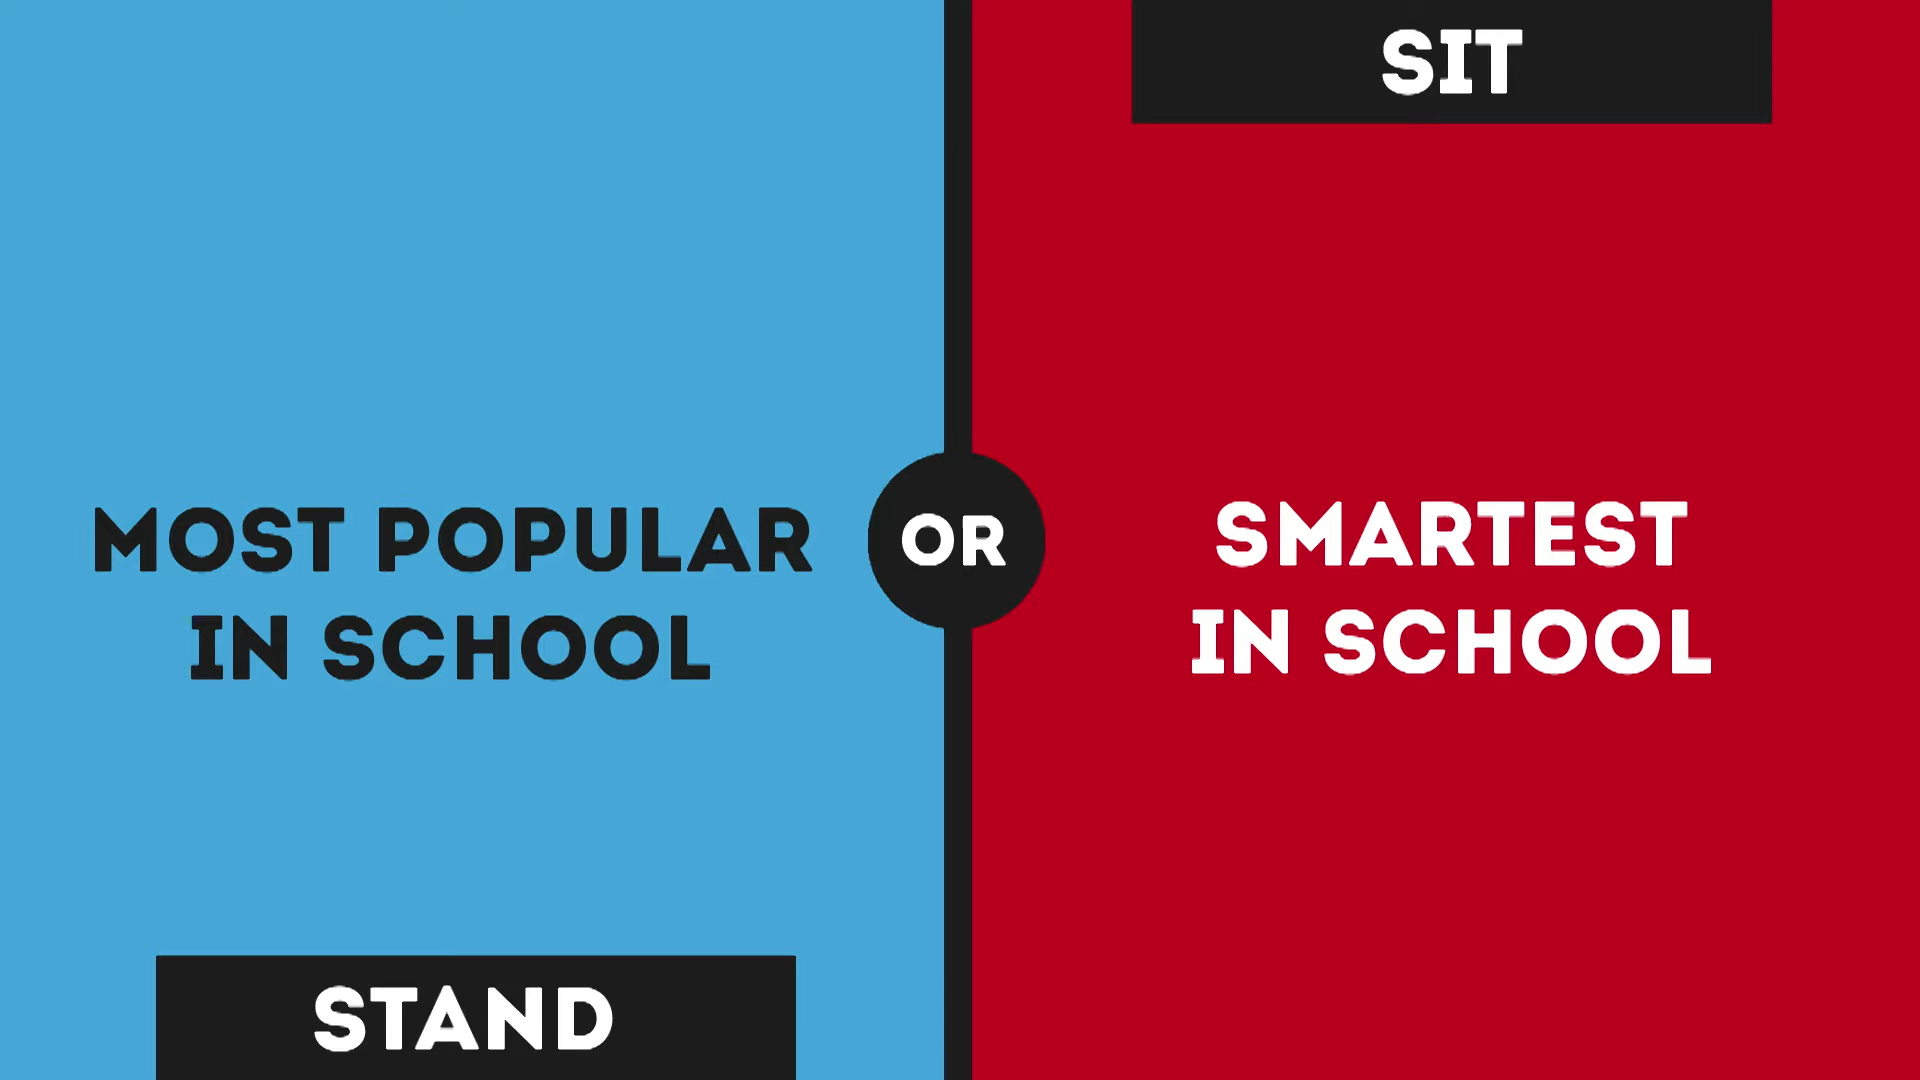 SIT
MOST POPULAR
IN SCHOOL
OR
SMARTEST
IN SCHOOL
STAND